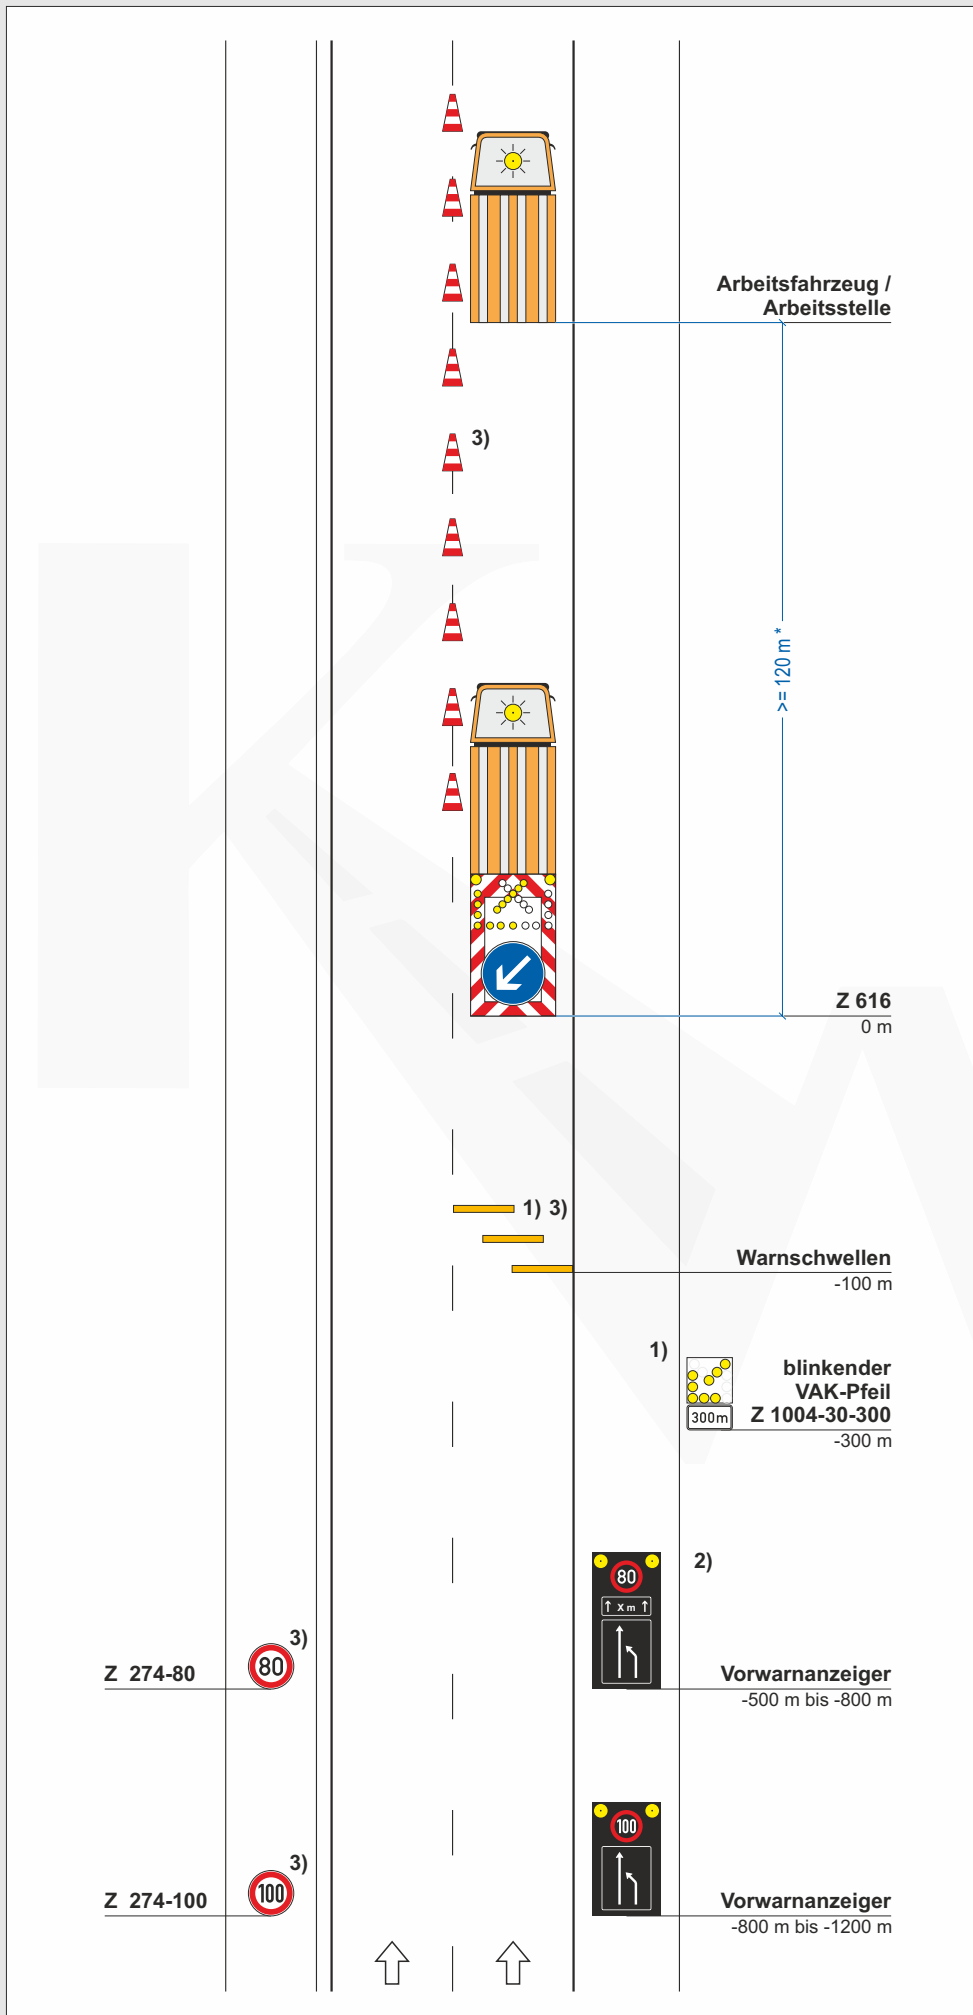 Arbeitsfahrzeug /
Arbeitsstelle
3)
>= 120 m *
Z 616
0 m
1) 3)
Warnschwellen
-100 m
1)
blinkender
VAK-Pfeil
300m
Z 1004-30-300
-300 m
2)
80
X m
3)
80
Z 274-80
Vorwarnanzeiger
-500 m bis -800 m
100
3)
100
Z 274-100
Vorwarnanzeiger
-800 m bis -1200 m